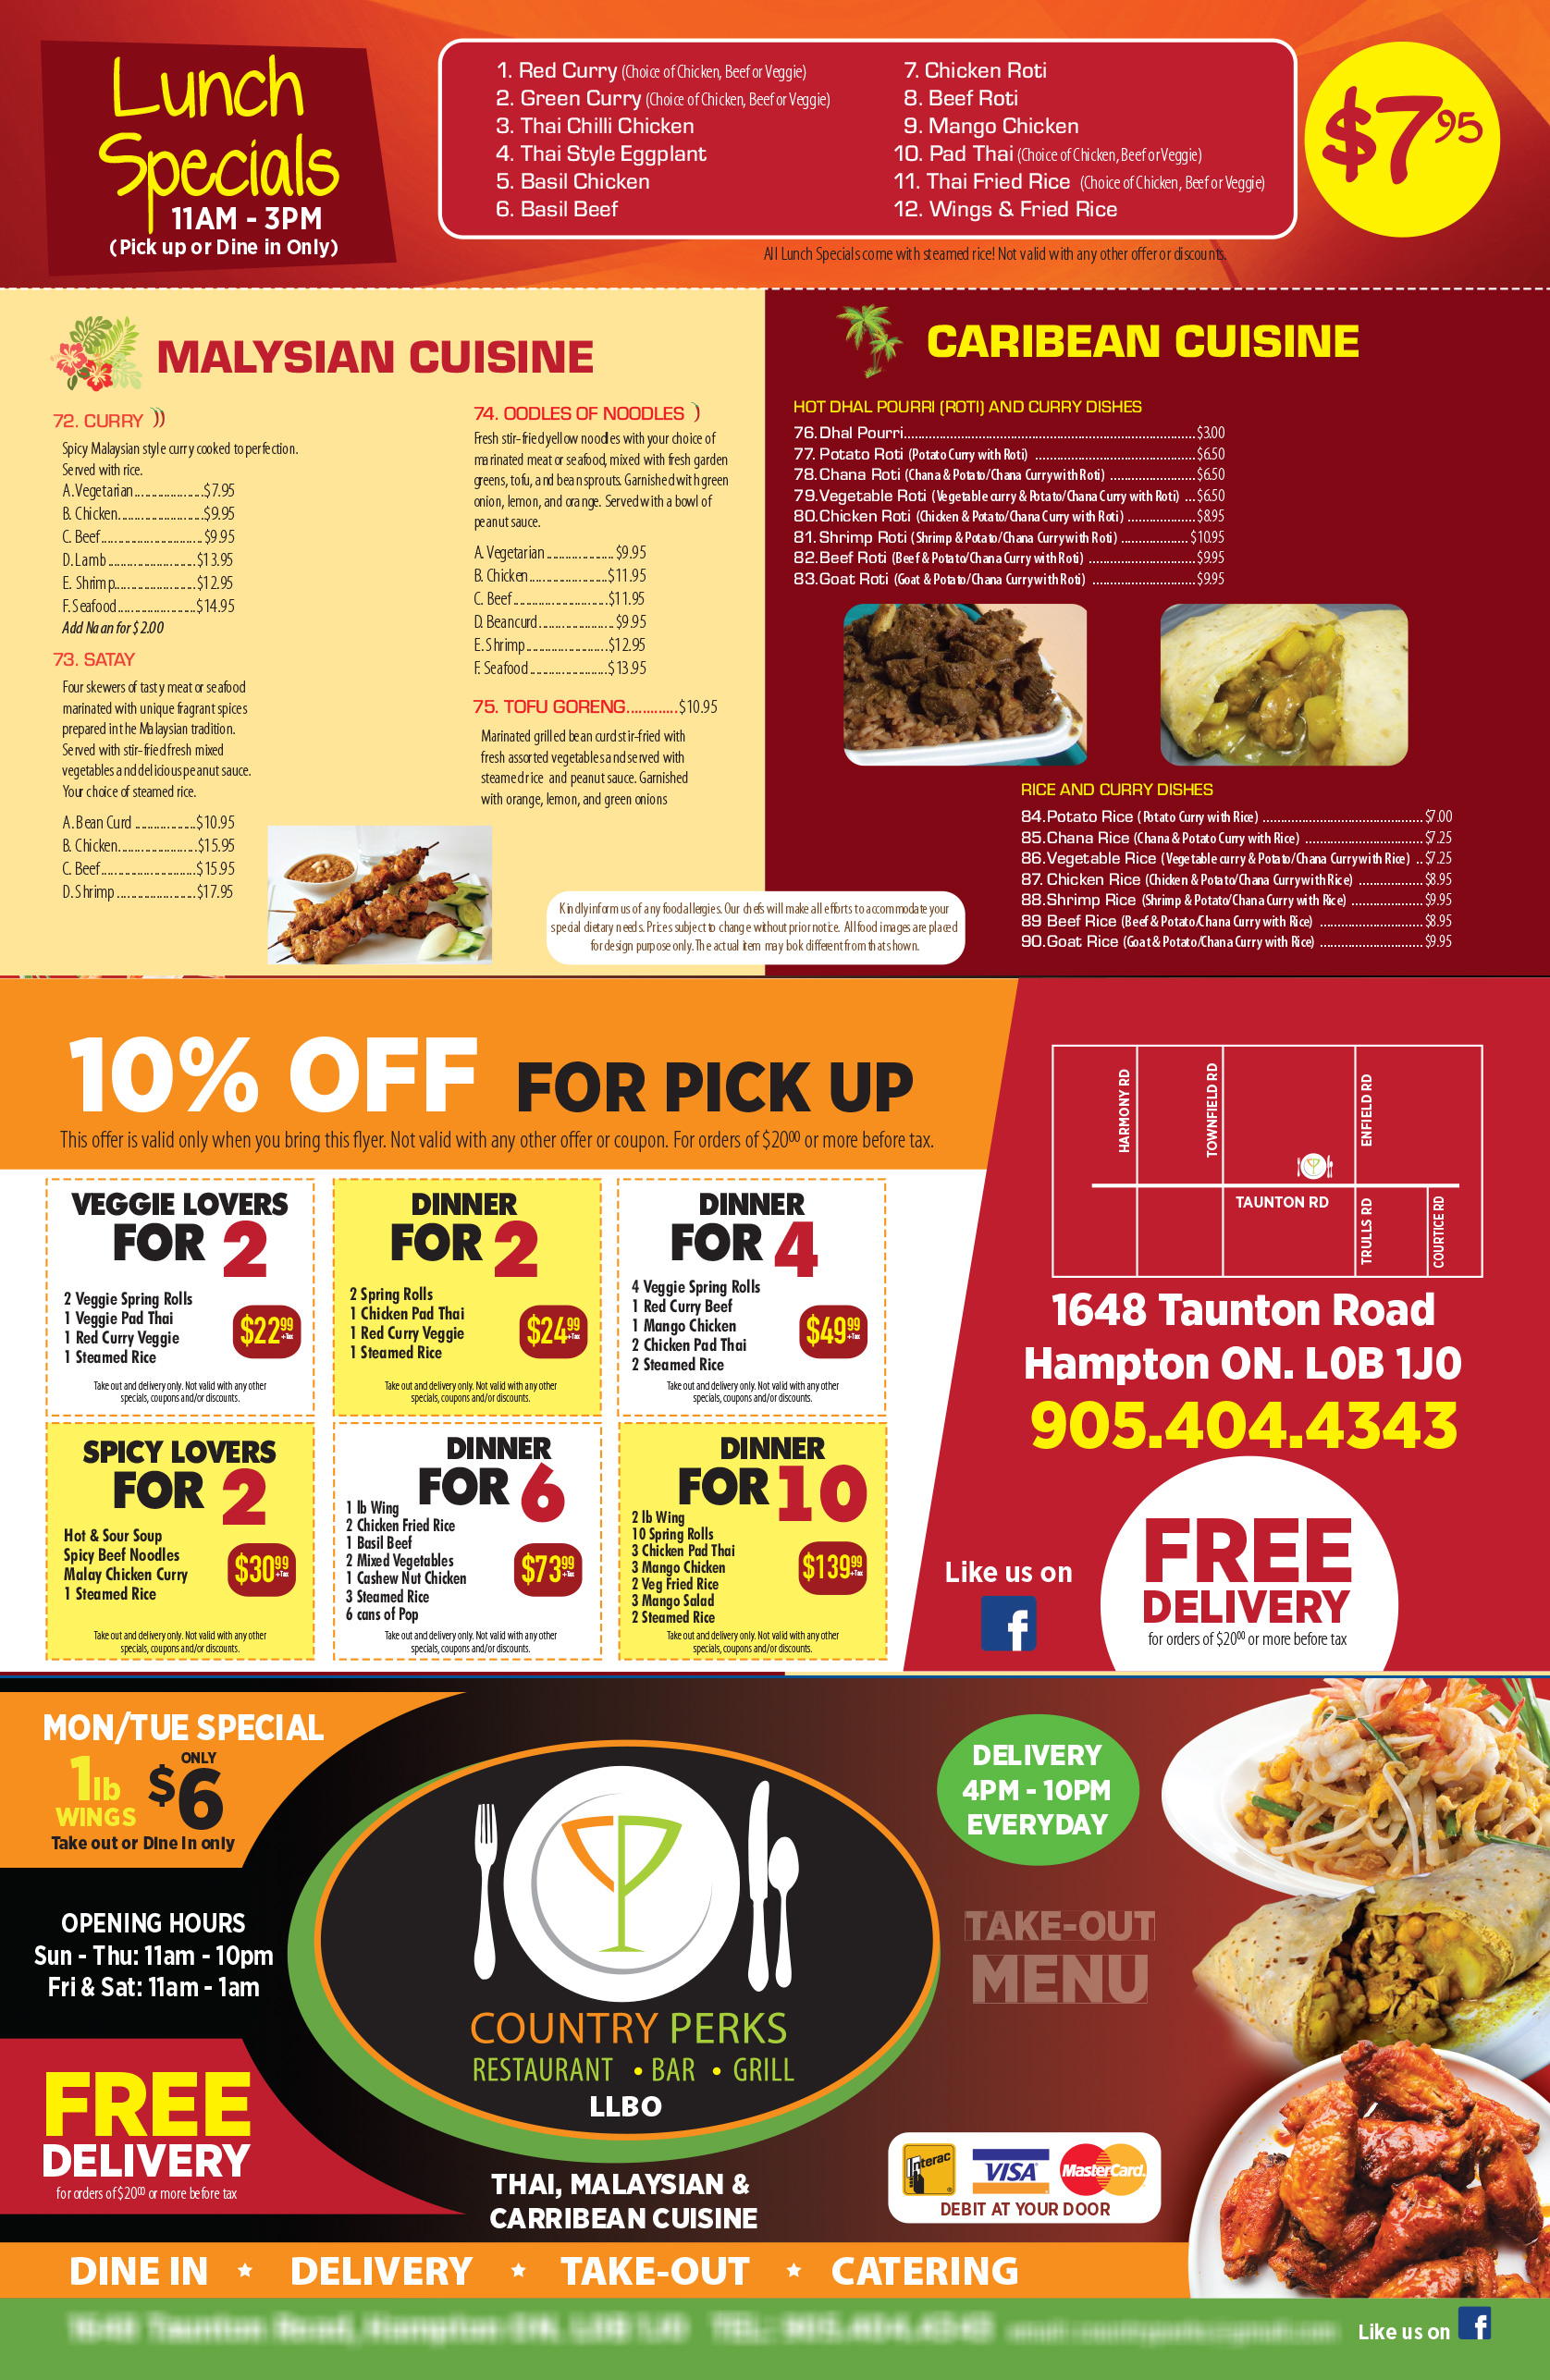 Lunch
Specials
11AM - 3PM
(Pick up or Dine in Only)
1. Red Curry (Choice of Chicken, Beef or Veggie)
2. Green Curry (Choice of Chicken, Beef or Veggie)
3. Thai Chilli Chicken
4. Thai Style Eggplant
5. Basil Chicken
6. Basil Beef
7. Chicken Roti
8. Beef Roti
9. Mango Chicken
10. Pad Thai (Choice of Chicken, Beef or Veggie)
11. Thai Fried Rice (Choice of Chicken, Beef or Veggie)
12. Wings & Fried Rice
$7.95
All Lunch Specials come with steamed rice! Not valid with any other offer or discounts.
MALYSIAN CUISINE
72. CURRY
Spicy Malaysian style curry cooked to perfection.
Served with rice.
A. Vegetarian....................$7.95
B. Chicken.........................$9.95
C. Beef.............................$9.95
D. Lamb..........................$13.95
E. Shrimp........................$12.95
F. Seafood.......................$14.95
Add Naan for $2.00
73. SATAY
Four skewers of tasty meat or seafood
marinated with unique fragrant spices
prepared in the Malaysian tradition.
Served with stir-fried fresh mixed
vegetables and delicious peanut sauce.
Your choice of steamed rice.
A. Bean Curd ..................$10.95
B. Chicken.......................$15.95
C. Beef............................$15.95
D. Shrimp .......................$17.95
74. OODLES OF NOODLES
Fresh stir-fried yellow noodles with your choice of
marinated meat or seafood, mixed with fresh garden
greens, tofu, and bean sprouts. Garnished with green
onion, lemon, and orange. Served with a bowl of
peanut sauce.
A. Vegetarian .................... $9.95
B. Chicken.......................$11.95
C. Beef............................$11.95
D. Beancurd...................... $9.95
E. Shrimp........................$12.95
F. Seafood.......................$13.95
75. TOFU GORENG.............$10.95
Marinated grilled bean curd stir-fried with
fresh assorted vegetables and served with
steamed rice and peanut sauce. Garnished
with orange, lemon, and green onions
Kindly inform us of any food allergies. Our chefs will make all efforts to accommodate your
special dietary needs. Prices subject to change without prior notice. All food images are placed
for design purpose only. The actual item may look different from that shown.
CARIBEAN CUISINE
HOT DHAL POURRI (ROTI) AND CURRY DISHES
76. Dhal Pourri.................................................................................$3.00
77. Potato Roti (Potato Curry with Roti) .............................................$6.50
78. Chana Roti (Chana & Potato/Chana Curry with Roti) ........................$6.50
79. Vegetable Roti (Vegetable curry & Potato/Chana Curry with Roti) ...$6.50
80. Chicken Roti (Chicken & Potato/Chana Curry with Roti) ...................$8.95
81. Shrimp Roti (Shrimp & Potato/Chana Curry with Roti) ...................$10.95
82. Beef Roti (Beef & Potato/Chana Curry with Roti) ..............................$9.95
83. Goat Roti (Goat & Potato/Chana Curry with Roti) .............................$9.95
RICE AND CURRY DISHES
84. Potato Rice (Potato Curry with Rice) .............................................$7.00
85. Chana Rice (Chana & Potato Curry with Rice) .................................$7.25
86. Vegetable Rice (Vegetable curry & Potato/Chana Curry with Rice) ..$7.25
87. Chicken Rice (Chicken & Potato/Chana Curry with Rice) ..................$8.95
88. Shrimp Rice (Shrimp & Potato/Chana Curry with Rice) ....................$9.95
89 Beef Rice (Beef & Potato/Chana Curry with Rice) .............................$8.95
90. Goat Rice (Goat & Potato/Chana Curry with Rice) .............................$9.95
10% OFF FOR PICK UP
This offer is valid only when you bring this flyer. Not valid with any other offer or coupon. For orders of $20.00 or more before tax.
VEGGIE LOVERS
FOR 2
2 Veggie Spring Rolls
1 Veggie Pad Thai
1 Red Curry Veggie
1 Steamed Rice
$22.99 +Tax
Take out and delivery only. Not valid with any other
specials, coupons and/or discounts.
DINNER
FOR 2
2 Spring Rolls
1 Chicken Pad Thai
1 Red Curry Veggie
1 Steamed Rice
$24.99 +Tax
Take out and delivery only. Not valid with any other
specials, coupons and/or discounts.
DINNER
FOR 4
4 Veggie Spring Rolls
1 Red Curry Beef
1 Mango Chicken
2 Chicken Pad Thai
2 Steamed Rice
$49.99 +Tax
Take out and delivery only. Not valid with any other
specials, coupons and/or discounts.
SPICY LOVERS
FOR 2
Hot & Sour Soup
Spicy Beef Noodles
Malay Chicken Curry
1 Steamed Rice
$30.99 +Tax
Take out and delivery only. Not valid with any other
specials, coupons and/or discounts.
DINNER
FOR 6
1 lb Wing
2 Chicken Fried Rice
1 Basil Beef
2 Mixed Vegetables
1 Cashew Nut Chicken
3 Steamed Rice
6 cans of Pop
$73.99 +Tax
Take out and delivery only. Not valid with any other
specials, coupons and/or discounts.
DINNER
FOR 10
2 lb Wing
10 Spring Rolls
3 Chicken Pad Thai
3 Mango Chicken
2 Veg Fried Rice
3 Mango Salad
2 Steamed Rice
$139.99 +Tax
Take out and delivery only. Not valid with any other
specials, coupons and/or discounts.
HARMONY RD
TOWNFIELD RD
ENFIELD RD
TAUNTON RD
TRULLS RD
COURTICE RD
1648 Taunton Road
Hampton ON. L0B 1J0
905.404.4343
Like us on
f
FREE
DELIVERY
for orders of $20.00 or more before tax
MON/TUE SPECIAL
1lb
WINGS
ONLY
$6
Take out or Dine In only
OPENING HOURS
Sun - Thu: 11am - 10pm
Fri & Sat: 11am - 1am
FREE
DELIVERY
for orders of $20.00 or more before tax
COUNTRY PERKS
RESTAURANT • BAR • GRILL
LLBO
THAI, MALAYSIAN &
CARRIBEAN CUISINE
DELIVERY
4PM - 10PM
EVERYDAY
TAKE-OUT
MENU
Interac
VISA
MasterCard
DEBIT AT YOUR DOOR
DINE IN ★ DELIVERY ★ TAKE-OUT ★ CATERING
1648 Taunton Road, Hampton ON. L0B 1J0 TEL: 905.404.4343
Like us on f